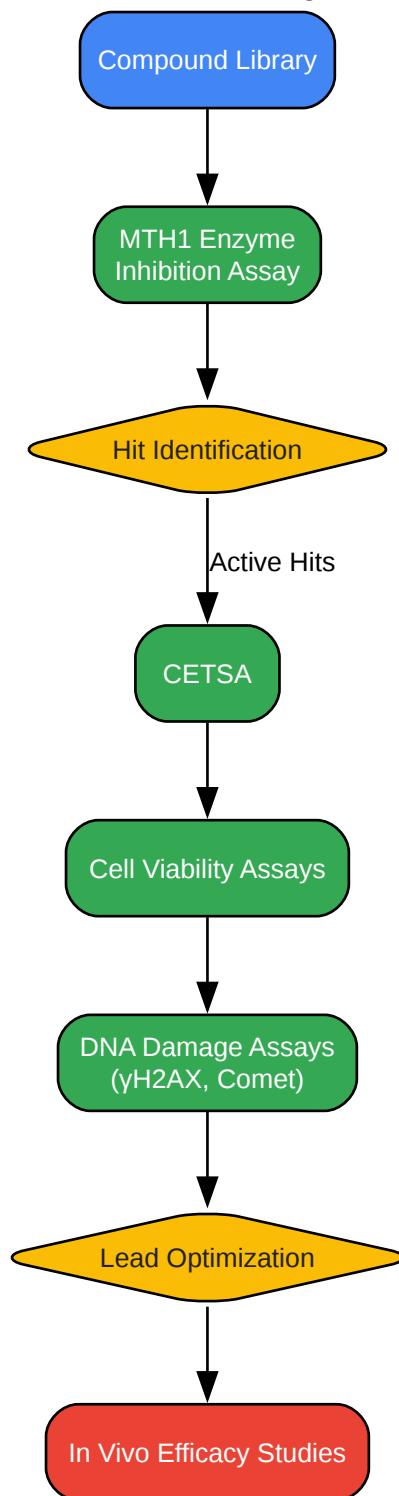 Compound Library
MTH1 Enzyme
Inhibition Assay
Hit Identification
Active Hits
CETSA
Cell Viability Assays
DNA Damage Assays
(γH2AX, Comet)
Lead Optimization
In Vivo Efficacy Studies